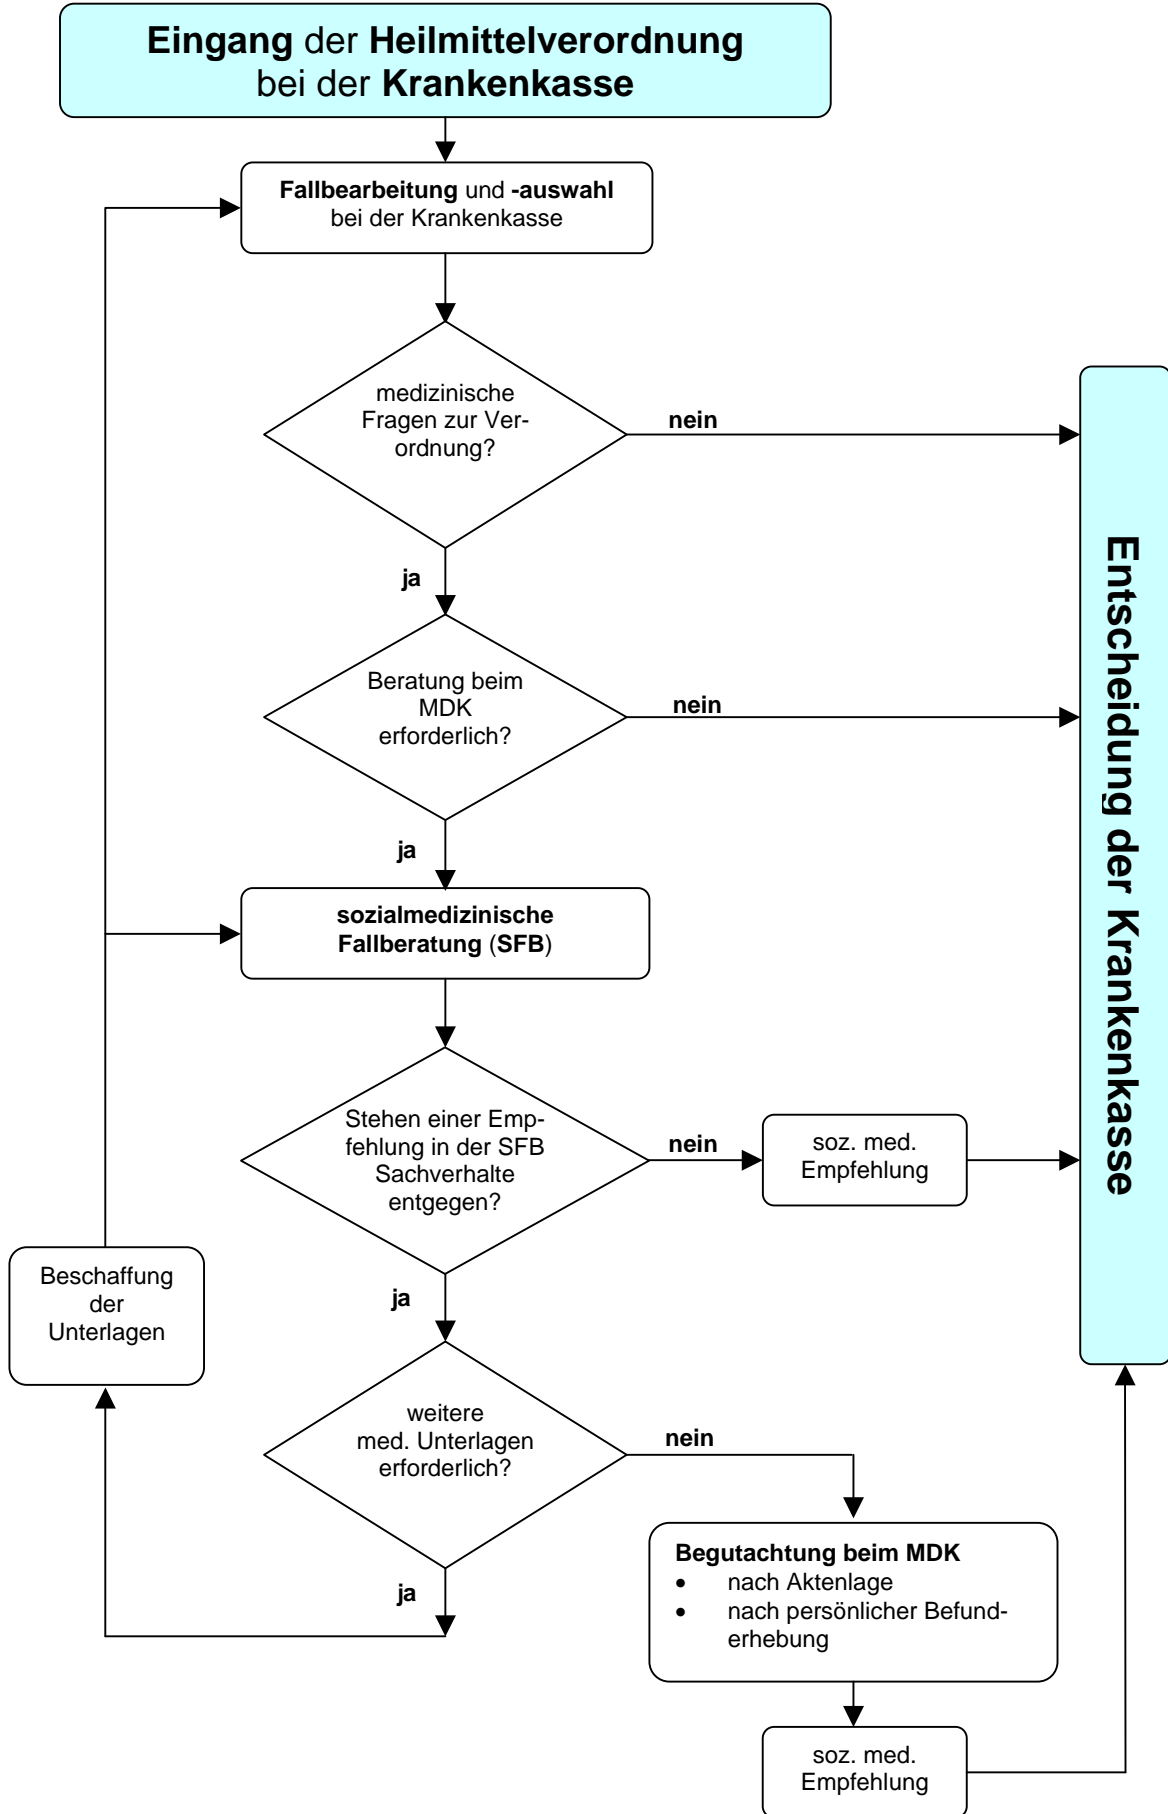 Eingang der Heilmittelverordnung
bei der Krankenkasse
Fallbearbeitung und -auswahl
bei der Krankenkasse
medizinische
Fragen zur Ver-
ordnung?
nein
ja
Beratung beim
MDK
erforderlich?
nein
ja
sozialmedizinische
Fallberatung (SFB)
Stehen einer Emp-
fehlung in der SFB
Sachverhalte
entgegen?
nein
soz. med.
Empfehlung
ja
Beschaffung
der
Unterlagen
weitere
med. Unterlagen
erforderlich?
nein
ja
Begutachtung beim MDK
• nach Aktenlage
• nach persönlicher Befund-
erhebung
soz. med.
Empfehlung
Entscheidung der Krankenkasse